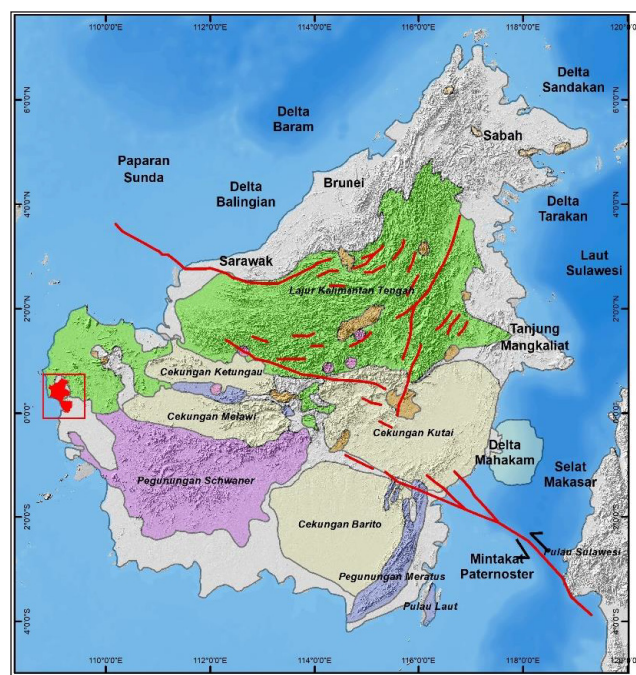 110°0'0"E 112°0'0"E 114°0'0"E 116°0'0"E 118°0'0"E 120°0'
6°0'0"N
4°0'0"N
2°0'0"N
0°0'0"
2°0'0"S
4°0'0"S
Delta
Sandakan
Delta
Baram
Sabah
Paparan
Sunda
Delta
Balingian
Brunei
Delta
Tarakan
Laut
Sulawesi
Sarawak
Lajur Kalimantan Tengah
Tanjung
Mangkaliat
Cekungan Ketungau
Cekungan Melawi
Cekungan Kutai
Delta
Mahakam
Selat
Makasar
Pegunungan Schwaner
Cekungan Barito
Pulau Sulawesi
Mintakat
Paternoster
Pegunungan Meratus
Pulau Laut
110°0'0"E 112°0'0"E 114°0'0"E 116°0'0"E 118°0'0"E